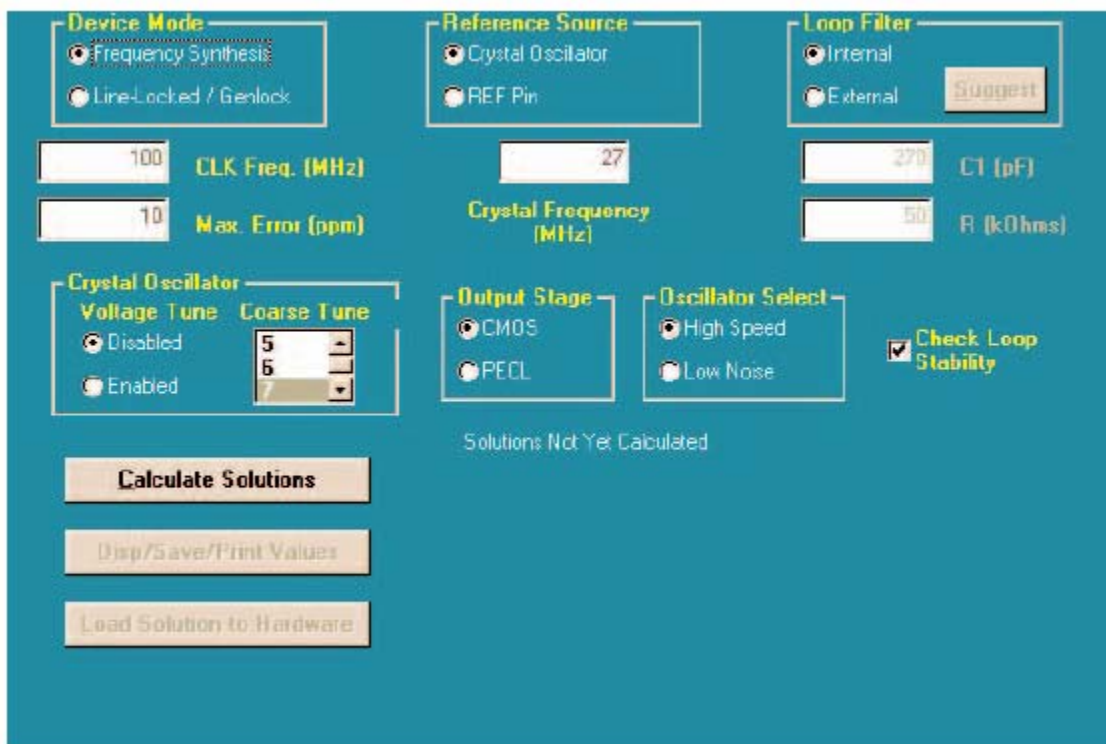 Device Mode
Frequency Synthesis
Line-Locked / Genlock
Reference Source
Crystal Oscillator
REF Pin
Loop Filter
Internal
External
Suggest
100
CLK Freq. (MHz)
10
Max. Error (ppm)
27
Crystal Frequency
(MHz)
270
C1 (pF)
50
R (kOhms)
Crystal Oscillator
Voltage Tune
Disabled
Enabled
Coarse Tune
5
6
7
Output Stage
CMOS
PECL
Oscillator Select
High Speed
Low Noise
Check Loop
Stability
Solutions Not Yet Calculated
Calculate Solutions
Disp/Save/Print Values
Load Solution to Hardware